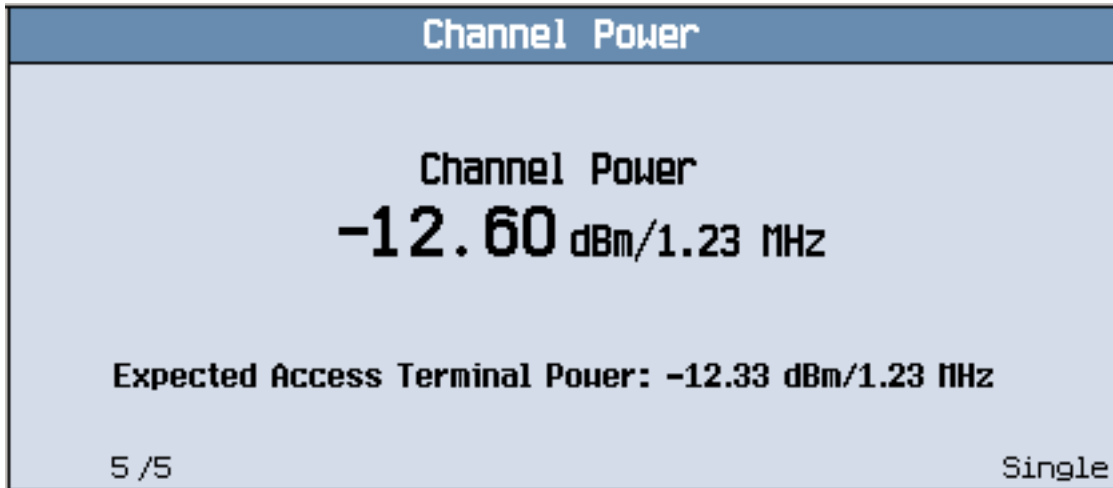 Channel Power
Channel Power
-12.60 dBm/1.23 MHz
Expected Access Terminal Power: -12.33 dBm/1.23 MHz
5/5 Single